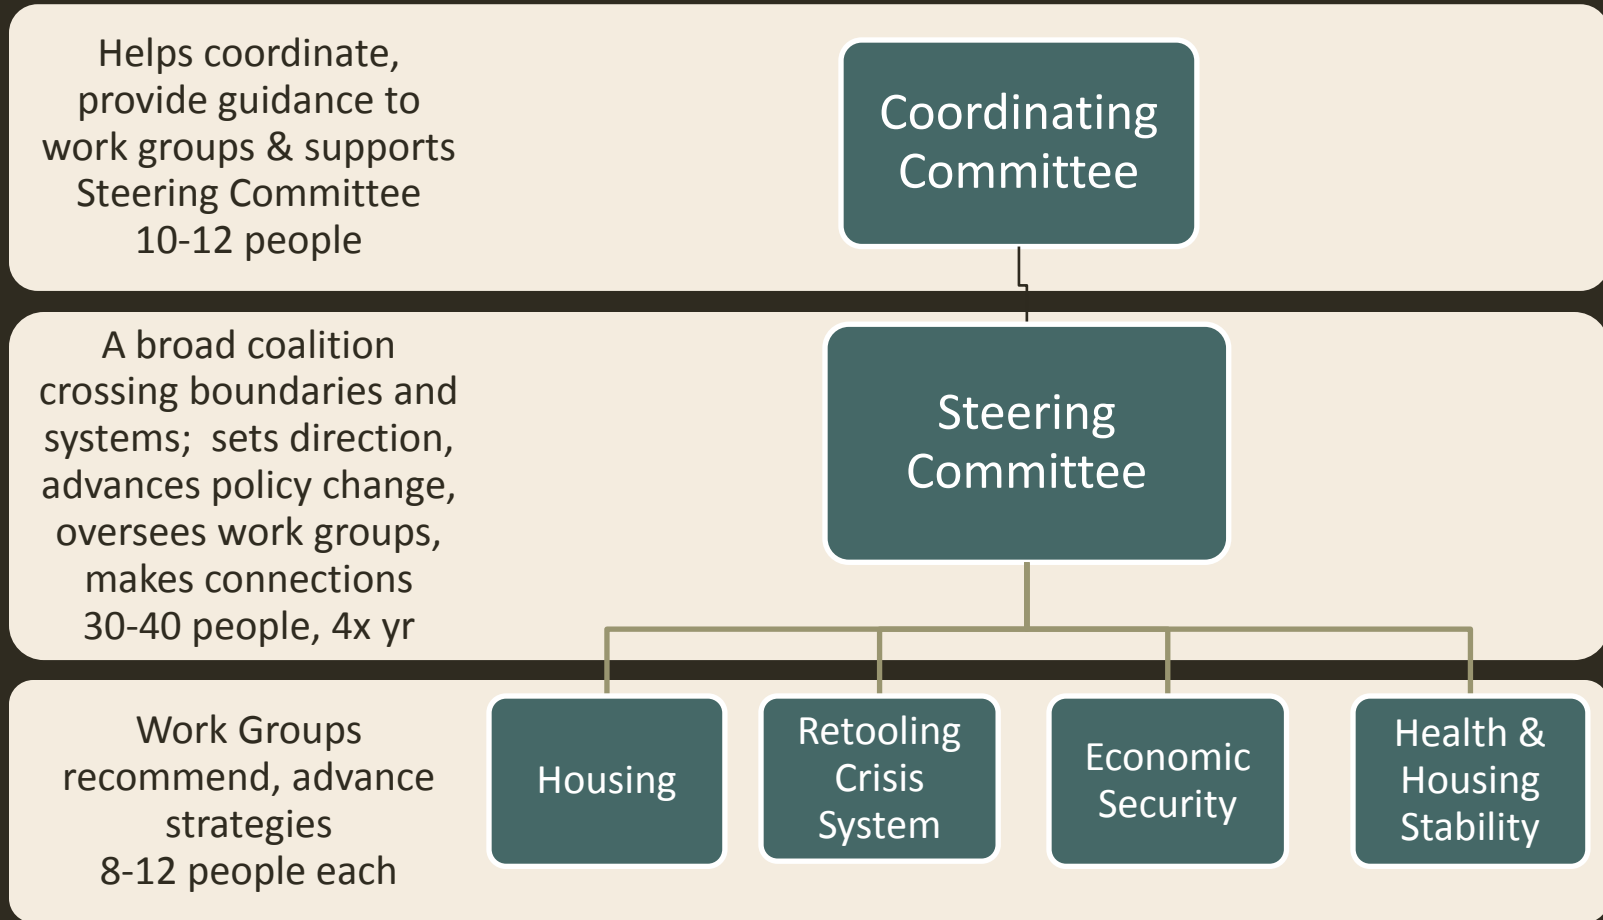 Helps coordinate,
provide guidance to
work groups & supports
Steering Committee
10-12 people
Coordinating
Committee
A broad coalition
crossing boundaries and
systems;  sets direction,
advances policy change,
oversees work groups,
makes connections
30-40 people, 4x yr
Steering
Committee
Work Groups
recommend, advance
strategies
8-12 people each
Housing
Retooling
Crisis
System
Economic
Security
Health &
Housing
Stability